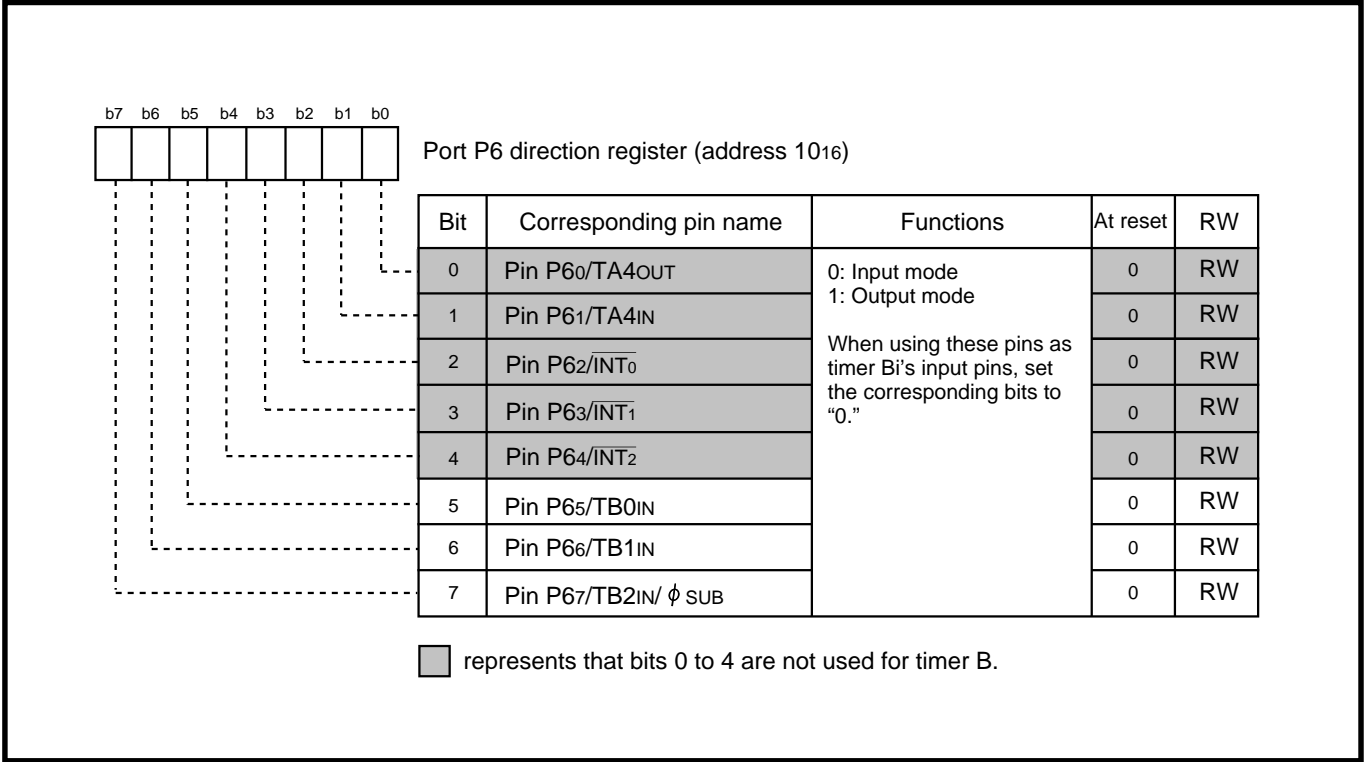 b7 b6 b5 b4 b3 b2 b1 b0
Port P6 direction register (address 1016)
Bit Corresponding pin name Functions At reset RW
0 Pin P60/TA4OUT 0: Input mode 0 RW
1: Output mode
1 Pin P61/TA4IN 0 RW
When using these pins as
2 Pin P62/INT0 timer Bi’s input pins, set 0 RW
the corresponding bits to
3 Pin P63/INT1 “0.” 0 RW
4 Pin P64/INT2 0 RW
5 Pin P65/TB0IN 0 RW
6 Pin P66/TB1IN 0 RW
7 Pin P67/TB2IN/ ϕ SUB 0 RW
represents that bits 0 to 4 are not used for timer B.